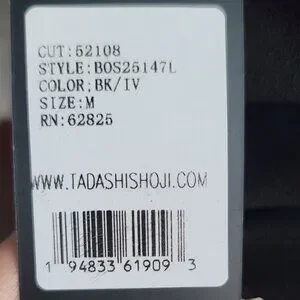 CUT:52108
STYLE:BOS25147L
COLOR:BK/IV
SIZE:M
RN:62825
WWW.TADASHISHOJI.COM
1 94833 61909 3